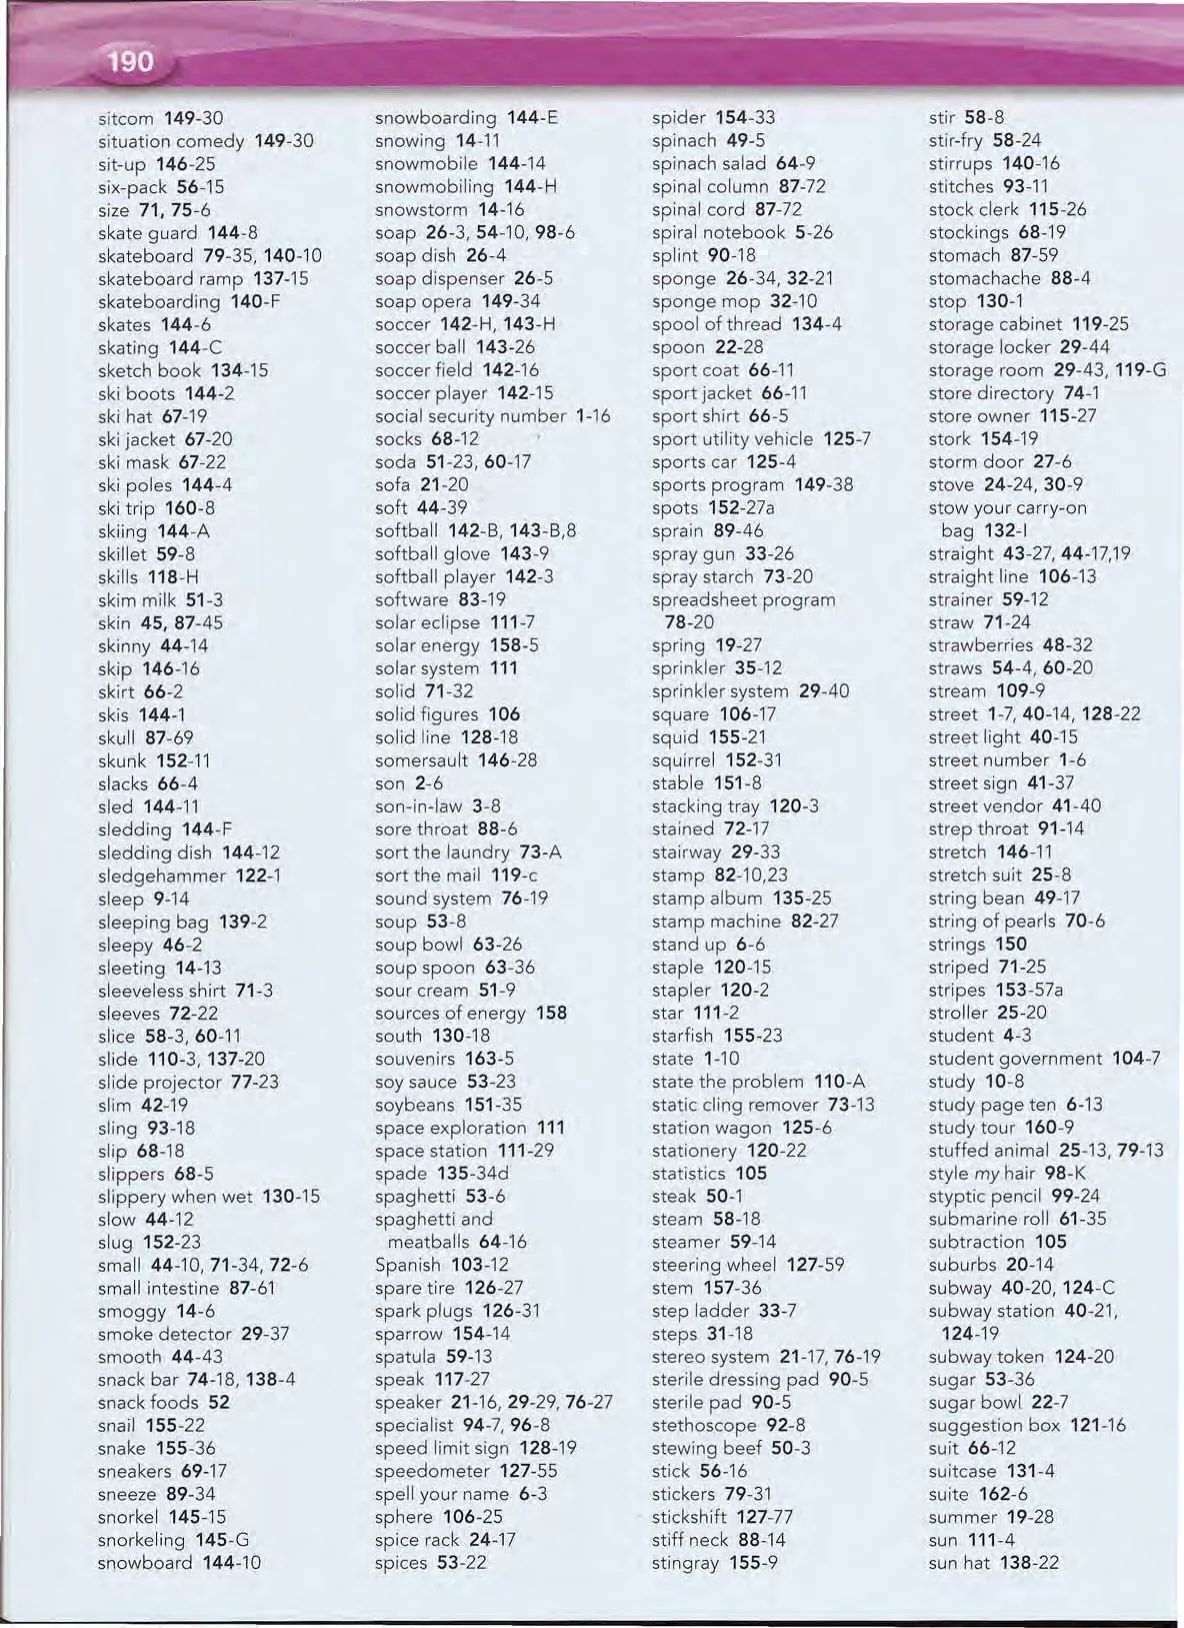 190
sitcom 149-30
situation comedy 149-30
sit-up 146-25
six-pack 56-15
size 71, 75-6
skate guard 144-8
skateboard 79-35, 140-10
skateboard ramp 137-15
skateboarding 140-F
skates 144-6
skating 144-C
sketch book 134-15
ski boots 144-2
ski hat 67-19
ski jacket 67-20
ski mask 67-22
ski poles 144-4
ski trip 160-8
skiing 144-A
skillet 59-8
skills 118-H
skim milk 51-3
skin 45, 87-45
skinny 44-14
skip 146-16
skirt 66-2
skis 144-1
skull 87-69
skunk 152-11
slacks 66-4
sled 144-11
sledding 144-F
sledding dish 144-12
sledgehammer 122-1
sleep 9-14
sleeping bag 139-2
sleepy 46-2
sleeting 14-13
sleeveless shirt 71-3
sleeves 72-22
slice 58-3, 60-11
slide 110-3, 137-20
slide projector 77-23
slim 42-19
sling 93-18
slip 68-18
slippers 68-5
slippery when wet 130-15
slow 44-12
slug 152-23
small 44-10, 71-34, 72-6
small intestine 87-61
smoggy 14-6
smoke detector 29-37
smooth 44-43
snack bar 74-18, 138-4
snack foods 52
snail 155-22
snake 155-36
sneakers 69-17
sneeze 89-34
snorkel 145-15
snorkeling 145-G
snowboard 144-10
snowboarding 144-E
snowing 14-11
snowmobile 144-14
snowmobiling 144-H
snowstorm 14-16
soap 26-3, 54-10, 98-6
soap dish 26-4
soap dispenser 26-5
soap opera 149-34
soccer 142-H, 143-H
soccer ball 143-26
soccer field 142-16
soccer player 142-15
social security number 1-16
socks 68-12
soda 51-23, 60-17
sofa 21-20
soft 44-39
softball 142-B, 143-B,8
softball glove 143-9
softball player 142-3
software 83-19
solar eclipse 111-7
solar energy 158-5
solar system 111
solid 71-32
solid figures 106
solid line 128-18
somersault 146-28
son 2-6
son-in-law 3-8
sore throat 88-6
sort the laundry 73-A
sort the mail 119-c
sound system 76-19
soup 53-8
soup bowl 63-26
soup spoon 63-36
sour cream 51-9
sources of energy 158
south 130-18
souvenirs 163-5
soy sauce 53-23
soybeans 151-35
space exploration 111
space station 111-29
spade 135-34d
spaghetti 53-6
spaghetti and
meatballs 64-16
Spanish 103-12
spare tire 126-27
spark plugs 126-31
sparrow 154-14
spatula 59-13
speak 117-27
speaker 21-16, 29-29, 76-27
specialist 94-7, 96-8
speed limit sign 128-19
speedometer 127-55
spell your name 6-3
sphere 106-25
spice rack 24-17
spices 53-22
spider 154-33
spinach 49-5
spinach salad 64-9
spinal column 87-72
spinal cord 87-72
spiral notebook 5-26
splint 90-18
sponge 26-34, 32-21
sponge mop 32-10
spool of thread 134-4
spoon 22-28
sport coat 66-11
sport jacket 66-11
sport shirt 66-5
sport utility vehicle 125-7
sports car 125-4
sports program 149-38
spots 152-27a
sprain 89-46
spray gun 33-26
spray starch 73-20
spreadsheet program
78-20
spring 19-27
sprinkler 35-12
sprinkler system 29-40
square 106-17
squid 155-21
squirrel 152-31
stable 151-8
stacking tray 120-3
stained 72-17
stairway 29-33
stamp 82-10,23
stamp album 135-25
stamp machine 82-27
stand up 6-6
staple 120-15
stapler 120-2
star 111-2
starfish 155-23
state 1-10
state the problem 110-A
static cling remover 73-13
station wagon 125-6
stationery 120-22
statistics 105
steak 50-1
steam 58-18
steamer 59-14
steering wheel 127-59
stem 157-36
step ladder 33-7
steps 31-18
stereo system 21-17, 76-19
sterile dressing pad 90-5
sterile pad 90-5
stethoscope 92-8
stewing beef 50-3
stick 56-16
stickers 79-31
stickshift 127-77
stiff neck 88-14
stingray 155-9
stir 58-8
stir-fry 58-24
stirrups 140-16
stitches 93-11
stock clerk 115-26
stockings 68-19
stomach 87-59
stomachache 88-4
stop 130-1
storage cabinet 119-25
storage locker 29-44
storage room 29-43, 119-G
store directory 74-1
store owner 115-27
stork 154-19
storm door 27-6
stove 24-24, 30-9
stow your carry-on
bag 132-I
straight 43-27, 44-17,19
straight line 106-13
strainer 59-12
straw 71-24
strawberries 48-32
straws 54-4, 60-20
stream 109-9
street 1-7, 40-14, 128-22
street light 40-15
street number 1-6
street sign 41-37
street vendor 41-40
strep throat 91-14
stretch 146-11
stretch suit 25-8
string bean 49-17
string of pearls 70-6
strings 150
striped 71-25
stripes 153-57a
stroller 25-20
student 4-3
student government 104-7
study 10-8
study page ten 6-13
study tour 160-9
stuffed animal 25-13, 79-13
style my hair 98-K
styptic pencil 99-24
submarine roll 61-35
subtraction 105
suburbs 20-14
subway 40-20, 124-C
subway station 40-21,
124-19
subway token 124-20
sugar 53-36
sugar bowl 22-7
suggestion box 121-16
suit 66-12
suitcase 131-4
suite 162-6
summer 19-28
sun 111-4
sun hat 138-22